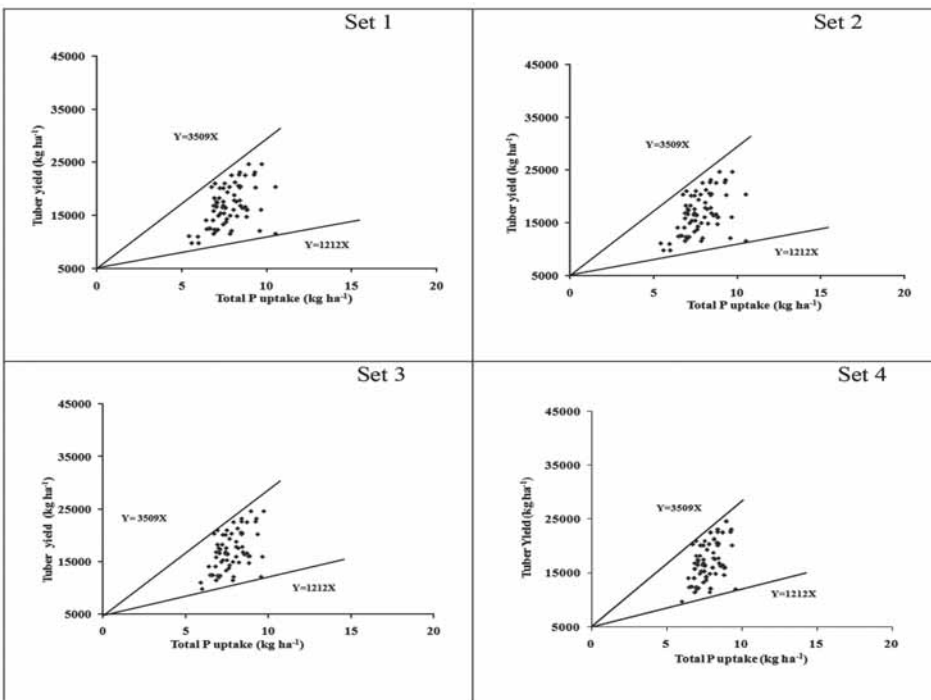 Set 1
45000
35000
25000
15000
5000
Tuber yield (kg ha-1)
Y=3509X
Y=1212X
0 5 10 15 20
Total P uptake (kg ha-1)
Set 2
45000
35000
25000
15000
5000
Tuber yield (kg ha-1)
Y=3509X
Y=1212X
0 5 10 15 20
Total P uptake (kg ha-1)
Set 3
45000
35000
25000
15000
5000
Tuber yield (kg ha-1)
Y=3509X
Y=1212X
0 5 10 15 20
Total P uptake (kg ha-1)
Set 4
45000
35000
25000
15000
5000
Tuber Yield (kg ha-1)
Y=3509X
Y=1212X
0 5 10 15 20
Total P uptake (kg ha-1)